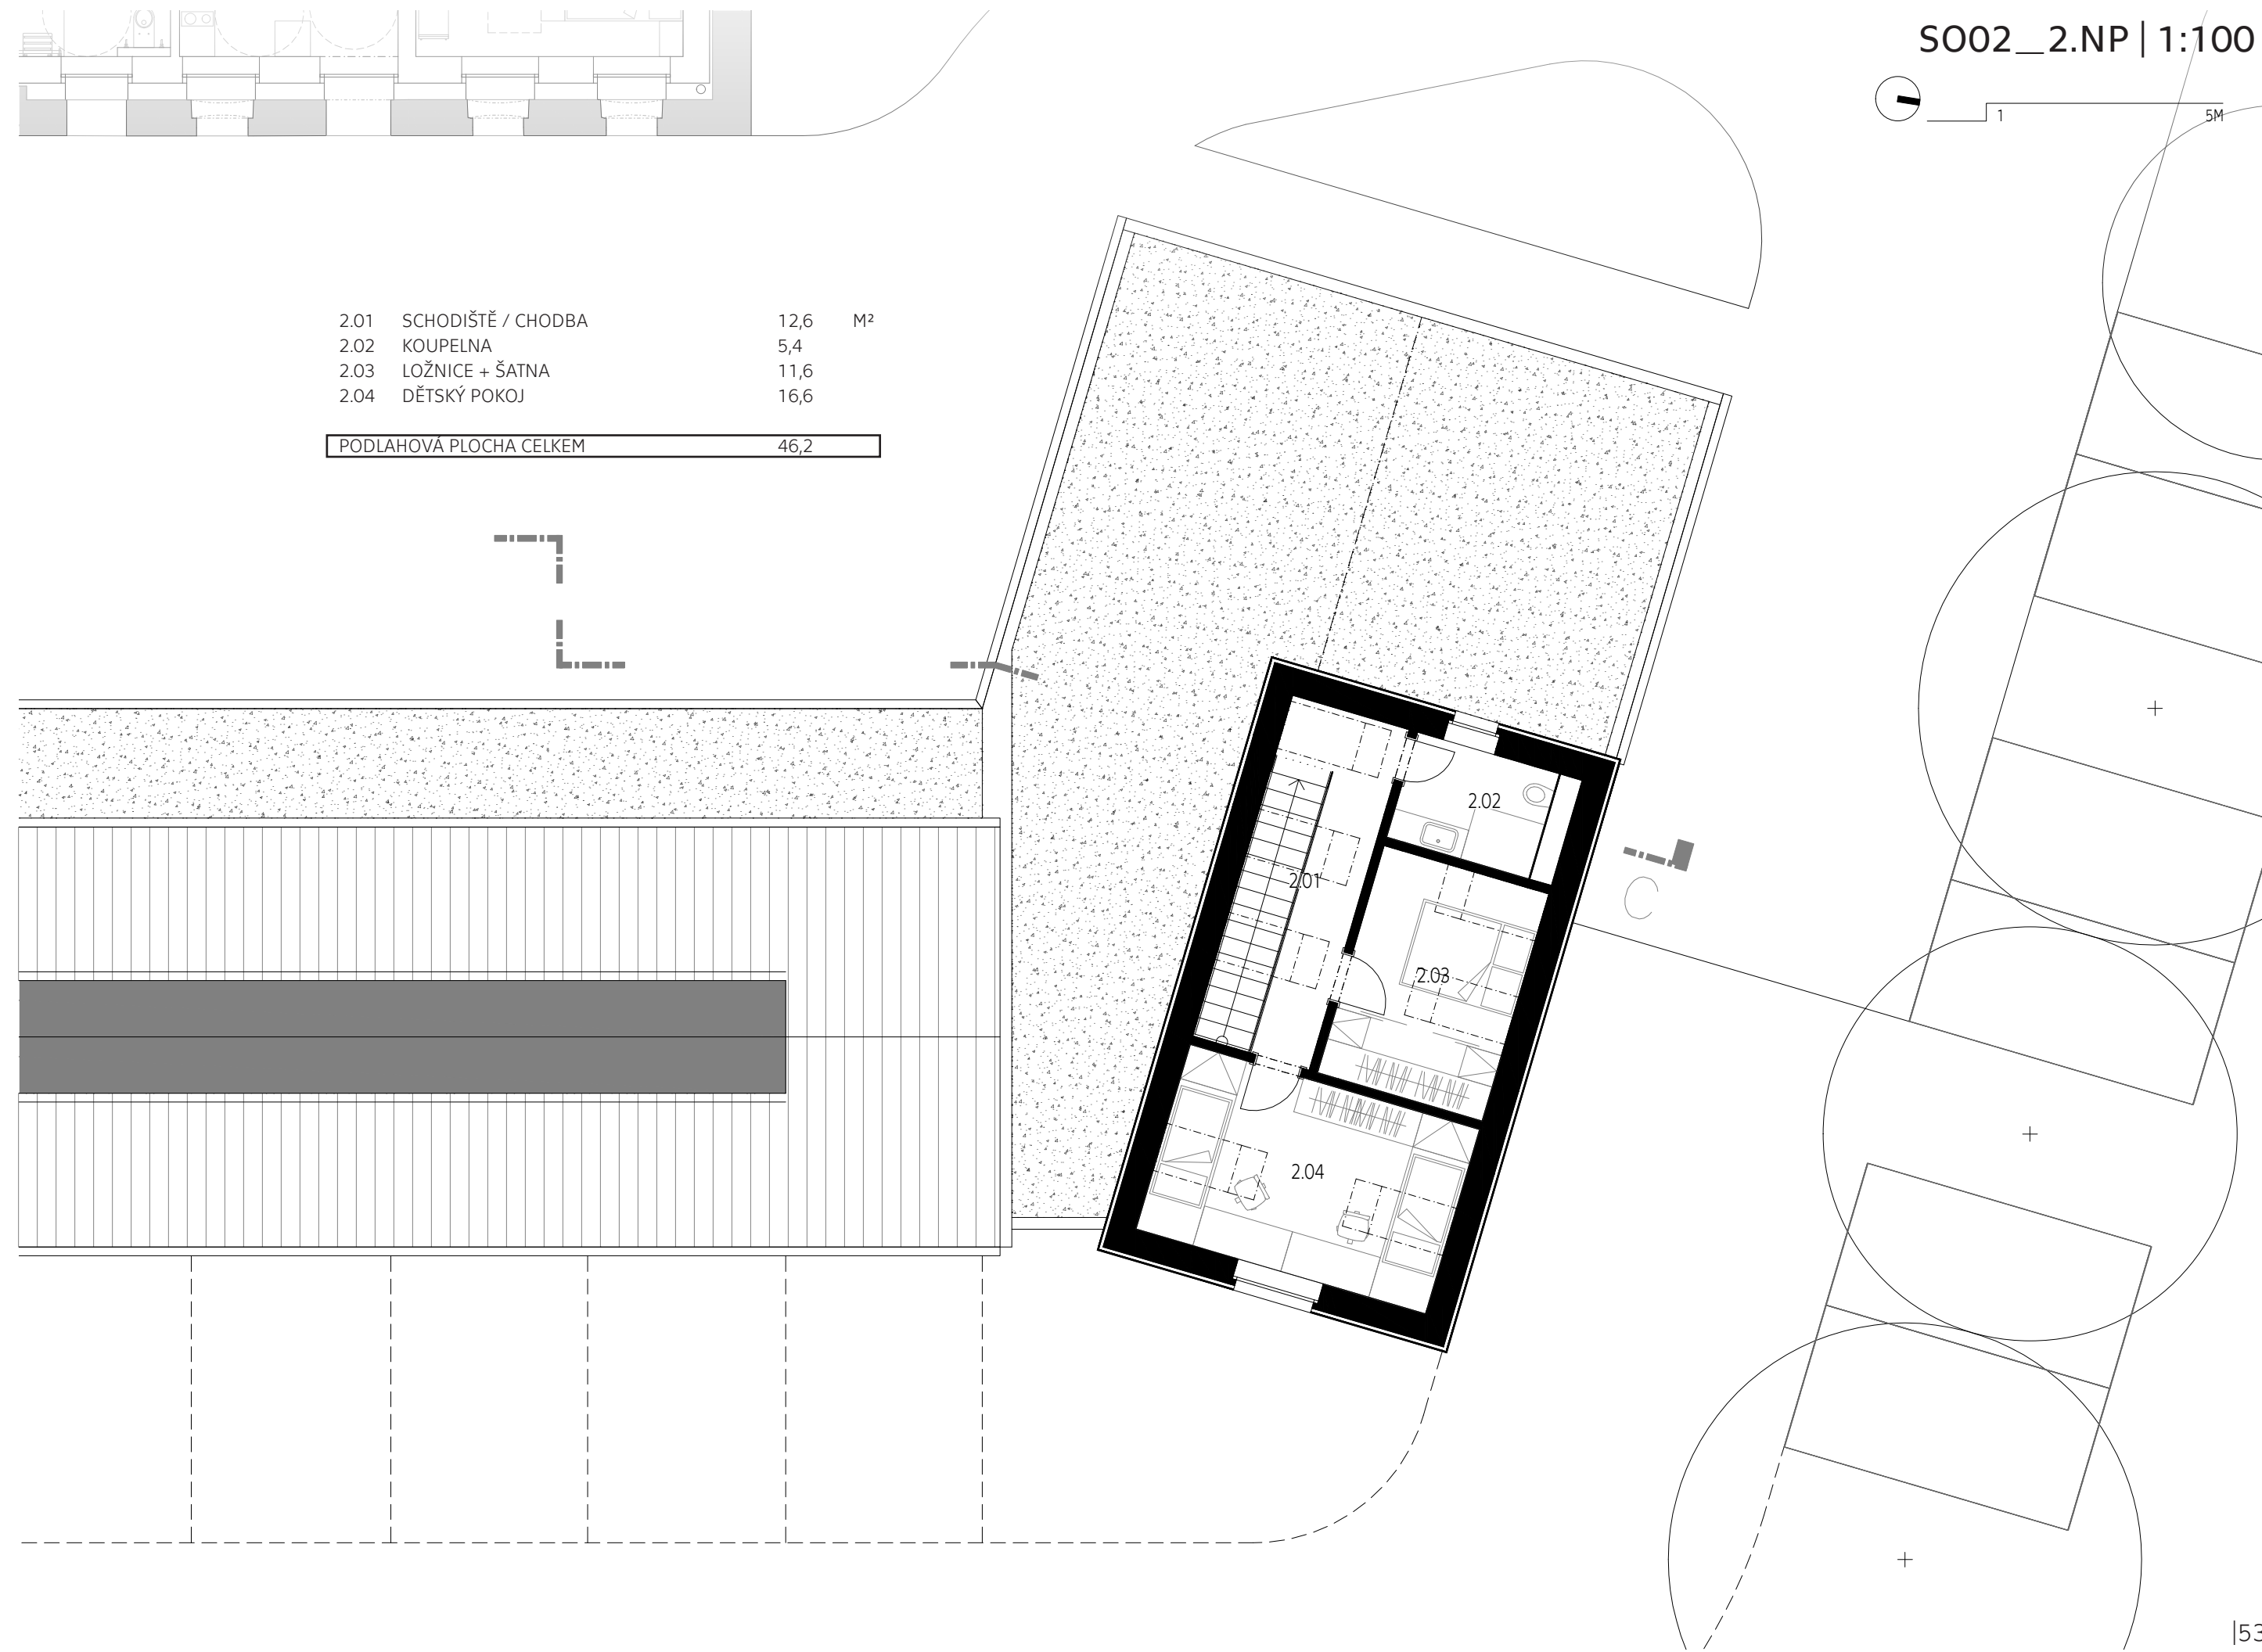 SO02__2.NP | 1:100
1 5M
2.01 SCHODIŠTĚ / CHODBA 12,6 M²
2.02 KOUPELNA 5,4
2.03 LOŽNICE + ŠATNA 11,6
2.04 DĚTSKÝ POKOJ 16,6
PODLAHOVÁ PLOCHA CELKEM 46,2
2.02
2.01
C
2.03
2.04
|53